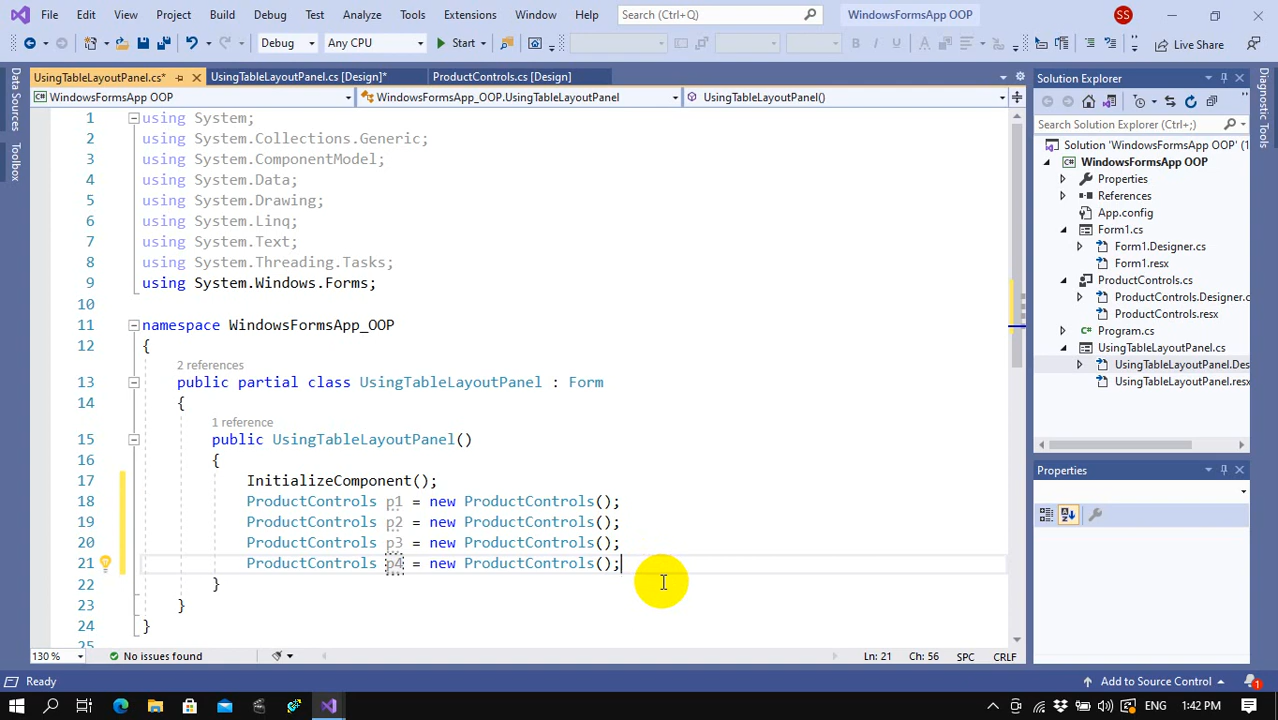 File Edit View Project Build Debug Test Analyze Tools Extensions Window Help Search (Ctrl+Q) WindowsFormsApp OOP SS
Debug Any CPU Start Live Share
UsingTableLayoutPanel.cs* UsingTableLayoutPanel.cs [Design]* ProductControls.cs [Design]
WindowsFormsApp OOP WindowsFormsApp_OOP.UsingTableLayoutPanel UsingTableLayoutPanel()
Data Sources
Toolbox
1 using System;
2 using System.Collections.Generic;
3 using System.ComponentModel;
4 using System.Data;
5 using System.Drawing;
6 using System.Linq;
7 using System.Text;
8 using System.Threading.Tasks;
9 using System.Windows.Forms;
10
11 namespace WindowsFormsApp_OOP
12 {
2 references
13 public partial class UsingTableLayoutPanel : Form
14 {
1 reference
15 public UsingTableLayoutPanel()
16 {
17 InitializeComponent();
18 ProductControls p1 = new ProductControls();
19 ProductControls p2 = new ProductControls();
20 ProductControls p3 = new ProductControls();
21 ProductControls p4 = new ProductControls();
22 }
23 }
24 }
25
130 % No issues found Ln: 21 Ch: 56 SPC CRLF
Solution Explorer
Search Solution Explorer (Ctrl+;)
Solution 'WindowsFormsApp OOP' (1
WindowsFormsApp OOP
Properties
References
App.config
Form1.cs
Form1.Designer.cs
Form1.resx
ProductControls.cs
ProductControls.Designer.c
ProductControls.resx
Program.cs
UsingTableLayoutPanel.cs
UsingTableLayoutPanel.Des
UsingTableLayoutPanel.resx
Properties
Diagnostic Tools
Ready Add to Source Control 1
ENG 1:42 PM